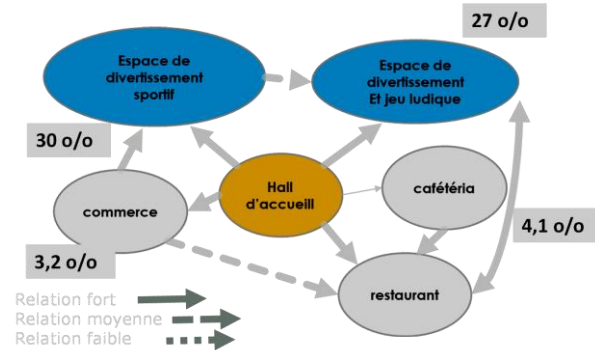 27 o/o
Espace de
divertissement
sportif
Espace de
divertissement
Et jeu ludique
30 o/o
Hall
d'accueill
cafétéria
commerce
4,1 o/o
3,2 o/o
restaurant
Relation fort
Relation moyenne
Relation faible